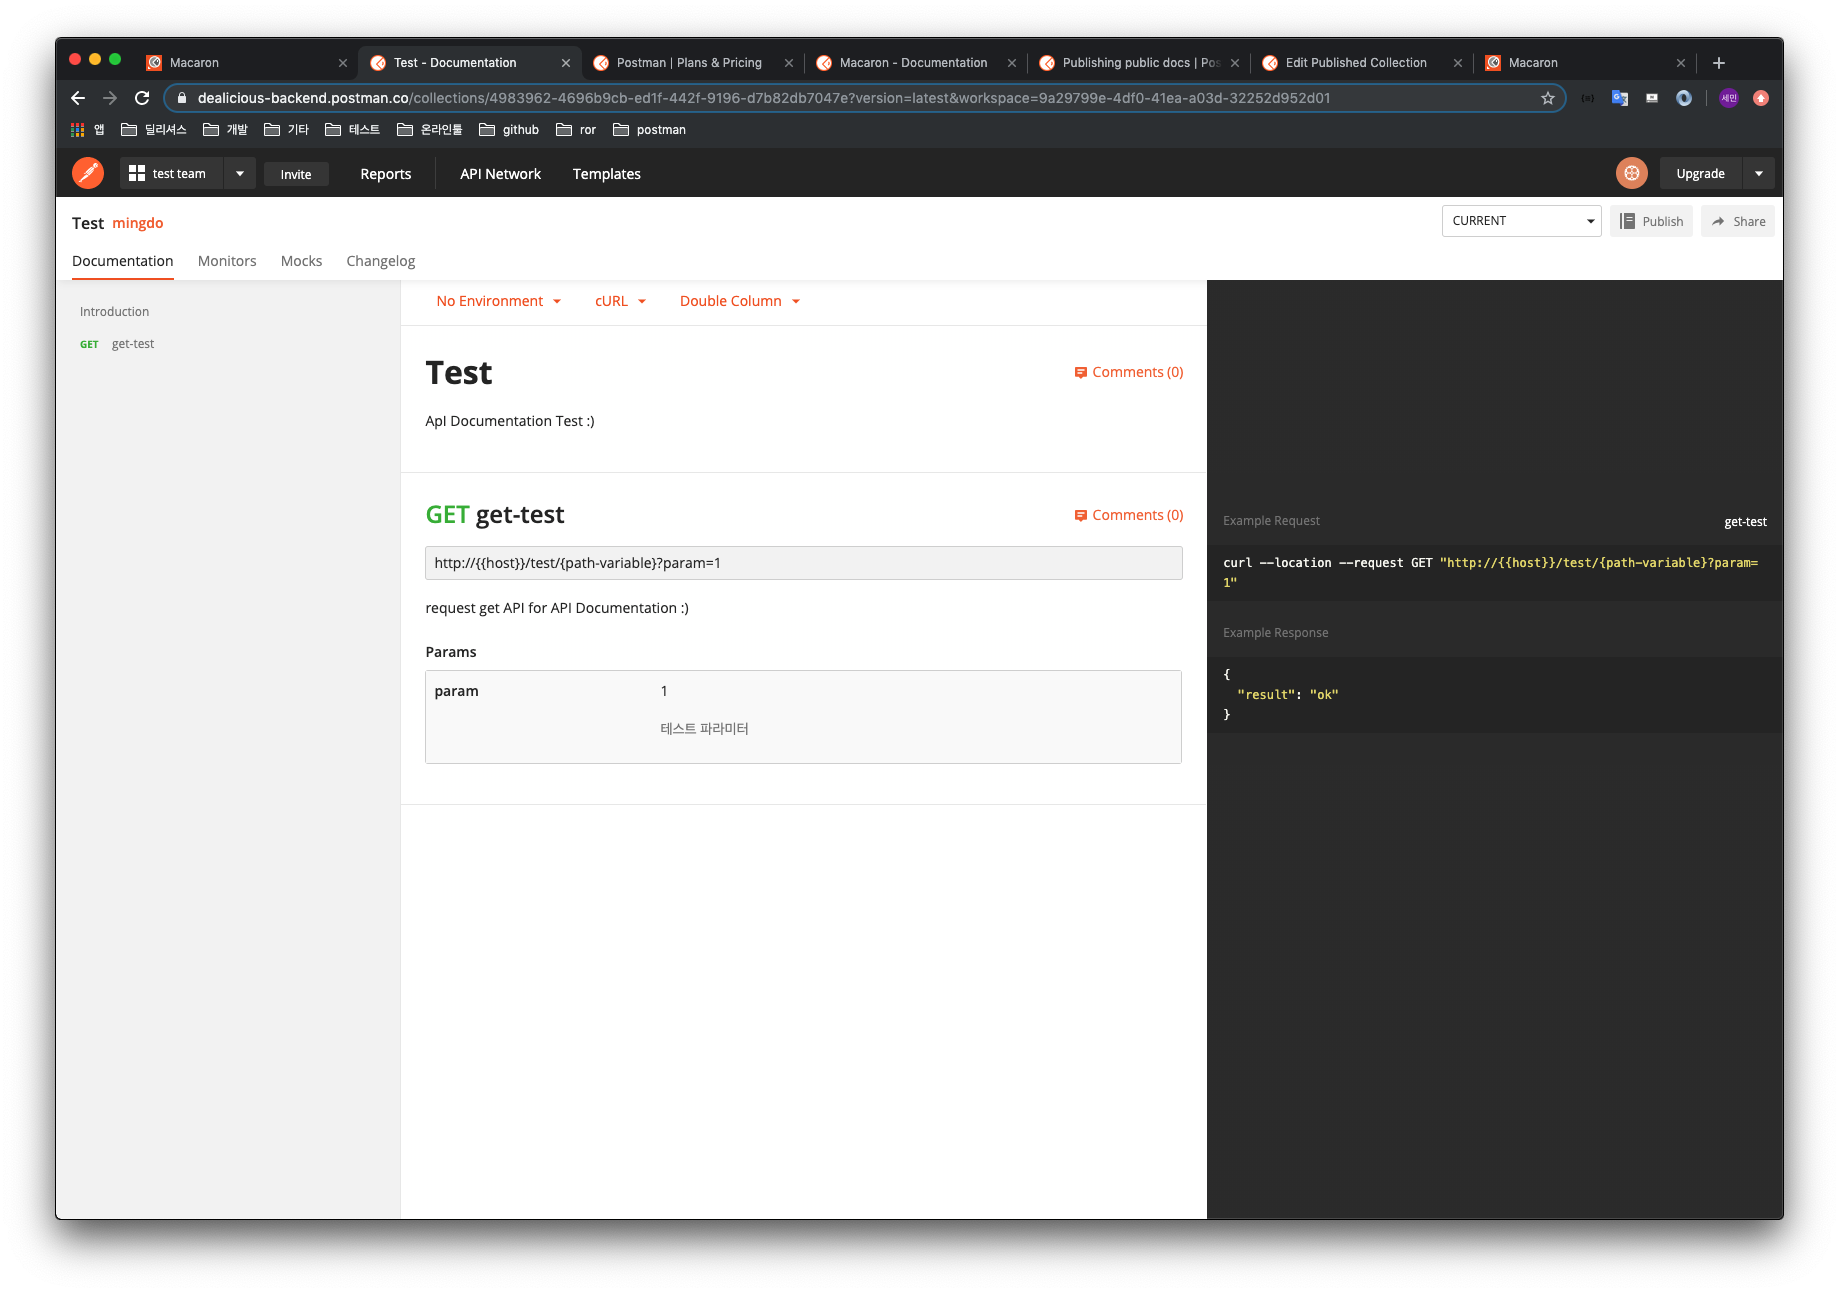 Macaron
Test - Documentation
Postman | Plans & Pricing
Macaron - Documentation
Publishing public docs | Pos
Edit Published Collection
Macaron
dealicious-backend.postman.co/collections/4983962-4696b9cb-ed1f-442f-9196-d7b82db7047e?version=latest&workspace=9a29799e-4df0-41ea-a03d-32252d952d01
세민
앱 딜리셔스 개발 기타 테스트 온라인툴 github ror postman
test team Invite Reports API Network Templates Upgrade
Test mingdo
CURRENT Publish Share
Documentation Monitors Mocks Changelog
Introduction
GET get-test
No Environment cURL Double Column
Test
Comments (0)
ApI Documentation Test :)
GET get-test
Comments (0)
http://{{host}}/test/{path-variable}?param=1
request get API for API Documentation :)
Params
param 1
테스트 파라미터
Example Request get-test
curl --location --request GET "http://{{host}}/test/{path-variable}?param=
1"
Example Response
{
"result": "ok"
}